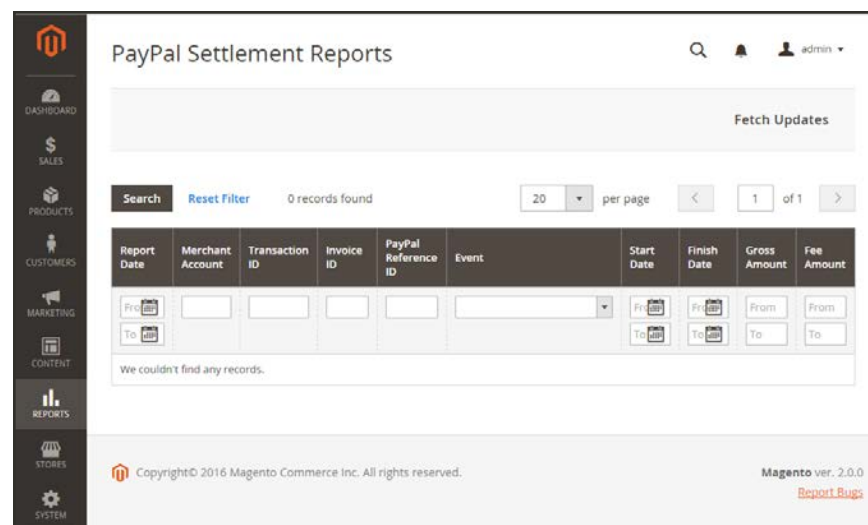 PayPal Settlement Reports
admin
DASHBOARD
SALES
PRODUCTS
CUSTOMERS
MARKETING
CONTENT
REPORTS
STORES
SYSTEM
Fetch Updates
Search Reset Filter 0 records found 20 per page 1 of 1
Report Date Merchant Account Transaction ID Invoice ID PayPal Reference ID Event Start Date Finish Date Gross Amount Fee Amount
Fro Fro Fro From From
To To To To To
We couldn't find any records.
Copyright© 2016 Magento Commerce Inc. All rights reserved.
Magento ver. 2.0.0
Report Bugs